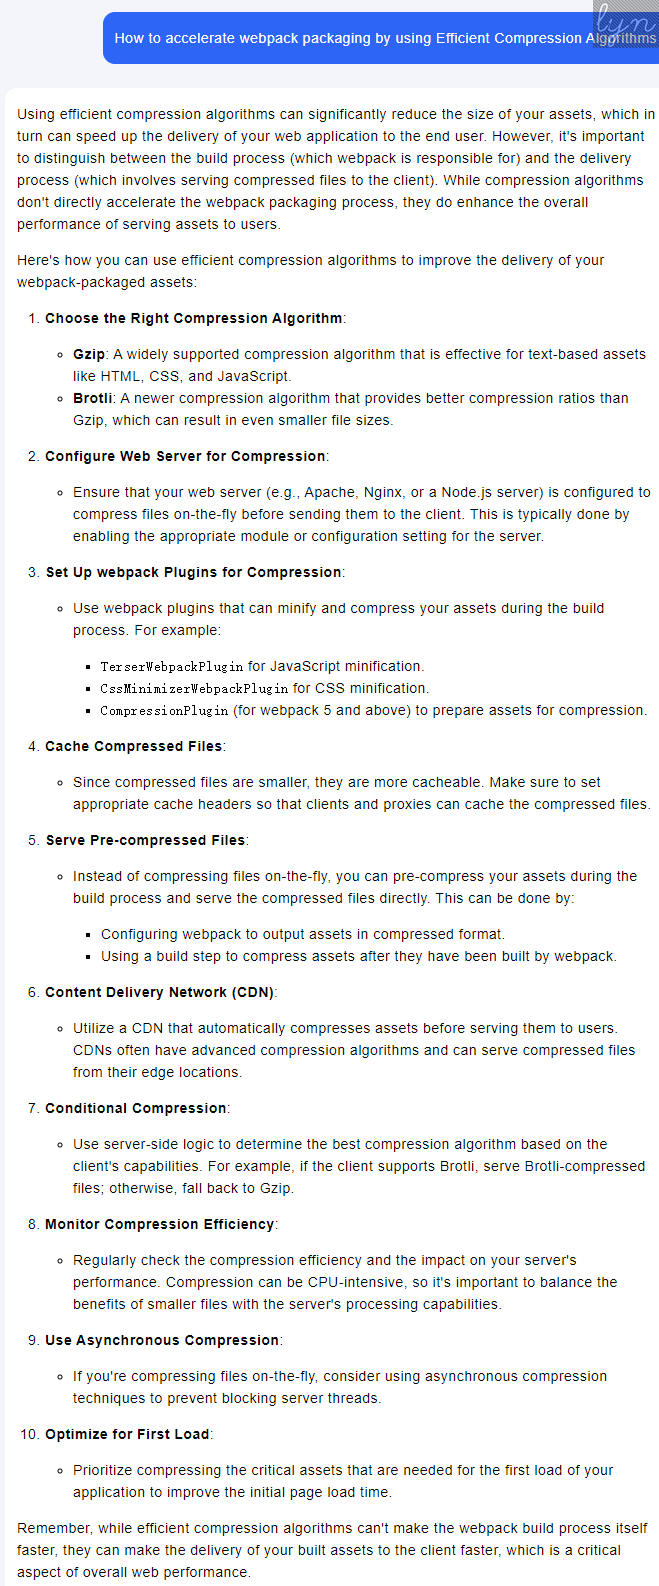 lyn
How to accelerate webpack packaging by using Efficient Compression Algorithms
Using efficient compression algorithms can significantly reduce the size of your assets, which in
turn can speed up the delivery of your web application to the end user. However, it's important
to distinguish between the build process (which webpack is responsible for) and the delivery
process (which involves serving compressed files to the client). While compression algorithms
don't directly accelerate the webpack packaging process, they do enhance the overall
performance of serving assets to users.
Here's how you can use efficient compression algorithms to improve the delivery of your
webpack-packaged assets:
1. Choose the Right Compression Algorithm:
◦ Gzip: A widely supported compression algorithm that is effective for text-based assets
like HTML, CSS, and JavaScript.
◦ Brotli: A newer compression algorithm that provides better compression ratios than
Gzip, which can result in even smaller file sizes.
2. Configure Web Server for Compression:
◦ Ensure that your web server (e.g., Apache, Nginx, or a Node.js server) is configured to
compress files on-the-fly before sending them to the client. This is typically done by
enabling the appropriate module or configuration setting for the server.
3. Set Up webpack Plugins for Compression:
◦ Use webpack plugins that can minify and compress your assets during the build
process. For example:
▪ TerserWebpackPlugin for JavaScript minification.
▪ CssMinimizerWebpackPlugin for CSS minification.
▪ CompressionPlugin (for webpack 5 and above) to prepare assets for compression.
4. Cache Compressed Files:
◦ Since compressed files are smaller, they are more cacheable. Make sure to set
appropriate cache headers so that clients and proxies can cache the compressed files.
5. Serve Pre-compressed Files:
◦ Instead of compressing files on-the-fly, you can pre-compress your assets during the
build process and serve the compressed files directly. This can be done by:
▪ Configuring webpack to output assets in compressed format.
▪ Using a build step to compress assets after they have been built by webpack.
6. Content Delivery Network (CDN):
◦ Utilize a CDN that automatically compresses assets before serving them to users.
CDNs often have advanced compression algorithms and can serve compressed files
from their edge locations.
7. Conditional Compression:
◦ Use server-side logic to determine the best compression algorithm based on the
client's capabilities. For example, if the client supports Brotli, serve Brotli-compressed
files; otherwise, fall back to Gzip.
8. Monitor Compression Efficiency:
◦ Regularly check the compression efficiency and the impact on your server's
performance. Compression can be CPU-intensive, so it's important to balance the
benefits of smaller files with the server's processing capabilities.
9. Use Asynchronous Compression:
◦ If you're compressing files on-the-fly, consider using asynchronous compression
techniques to prevent blocking server threads.
10. Optimize for First Load:
◦ Prioritize compressing the critical assets that are needed for the first load of your
application to improve the initial page load time.
Remember, while efficient compression algorithms can't make the webpack build process itself
faster, they can make the delivery of your built assets to the client faster, which is a critical
aspect of overall web performance.